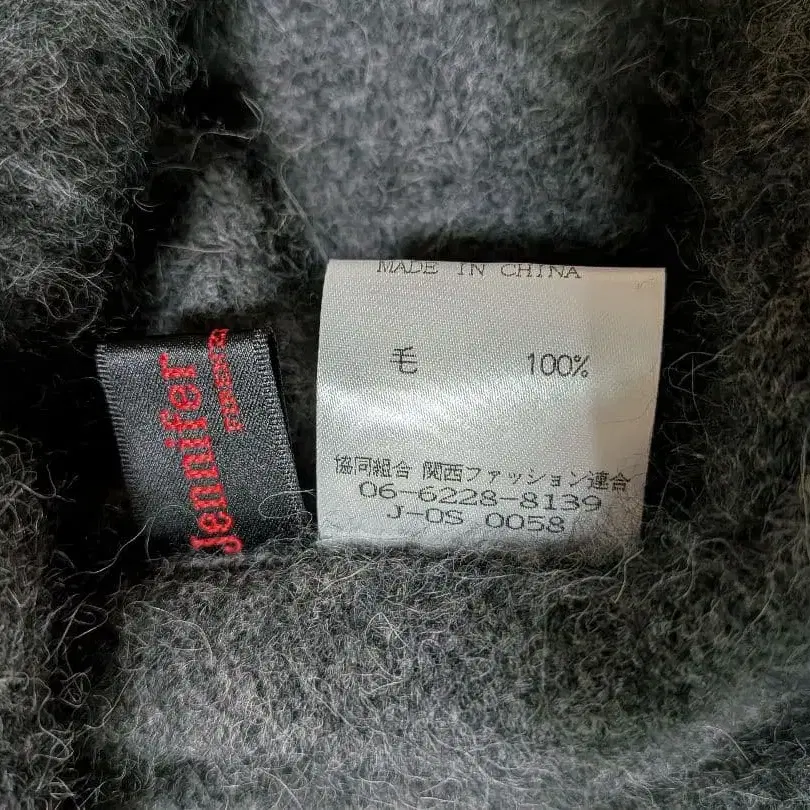 Jennifer
MADE IN CHINA
毛 100%
協同組合 関西ファッション連合
06-6228-8139
J-OS 0058